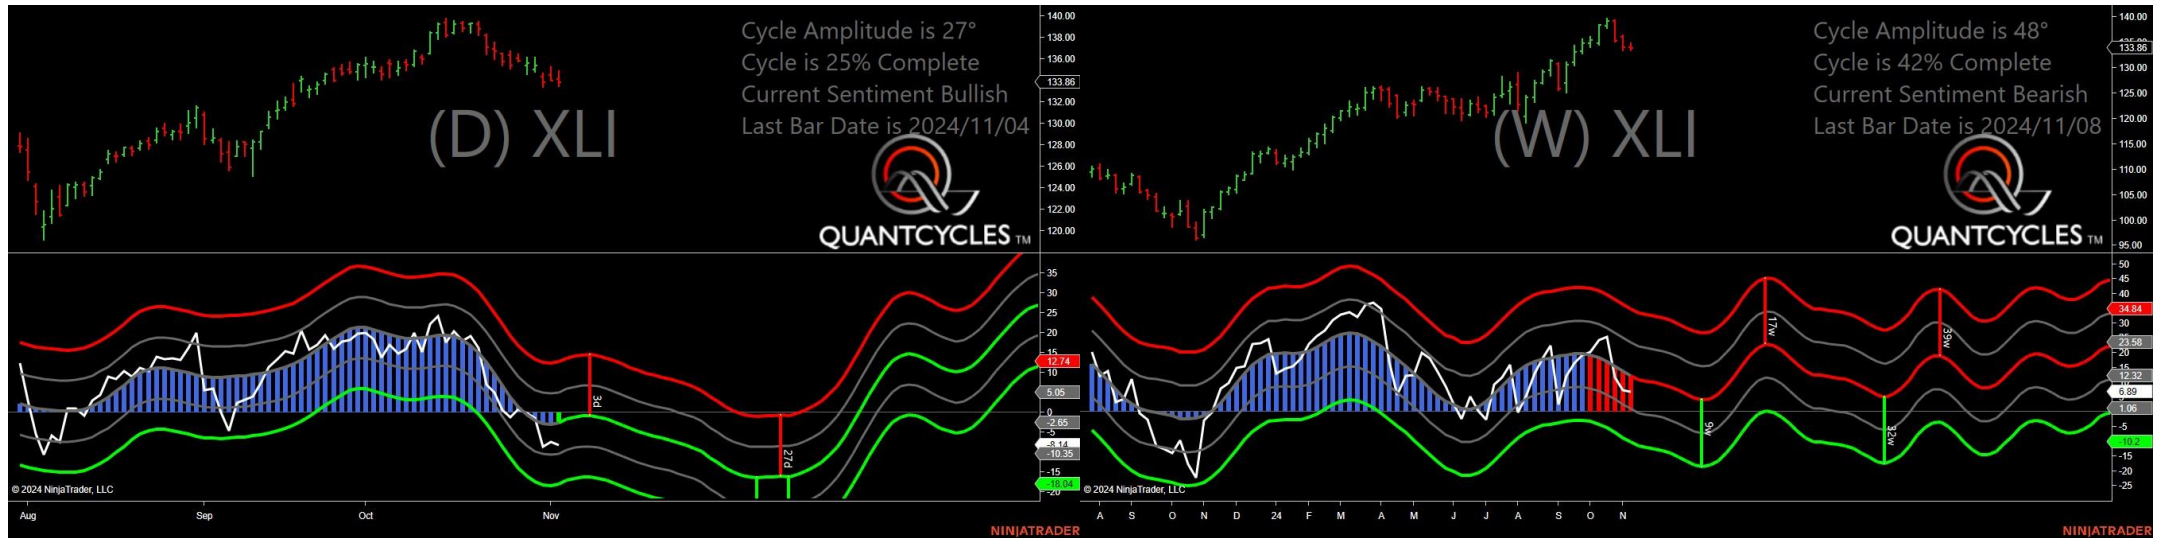 Cycle Amplitude is 27°
Cycle is 25% Complete
Current Sentiment Bullish
Last Bar Date is 2024/11/04
(D) XLI
QUANTCYCLES TM
140.00
138.00
136.00
133.86
132.00
130.00
128.00
126.00
124.00
122.00
120.00
35
30
25
20
15
12.74
5.05
0
-2.65
-5
-8.14
-10.35
-15
-18.04
-20
3d
27d
© 2024 NinjaTrader, LLC
Aug Sep Oct Nov
NINJATRADER
Cycle Amplitude is 48°
Cycle is 42% Complete
Current Sentiment Bearish
Last Bar Date is 2024/11/08
(W) XLI
QUANTCYCLES TM
140.00
133.86
130.00
125.00
120.00
115.00
110.00
105.00
100.00
95.00
50
45
40
34.84
30
23.58
20
12.32
6.89
1.06
-5
-10.2
-15
-20
-25
17w
39w
9w
32w
© 2024 NinjaTrader, LLC
A S O N D 24 F M A M J J A S O N
NINJATRADER